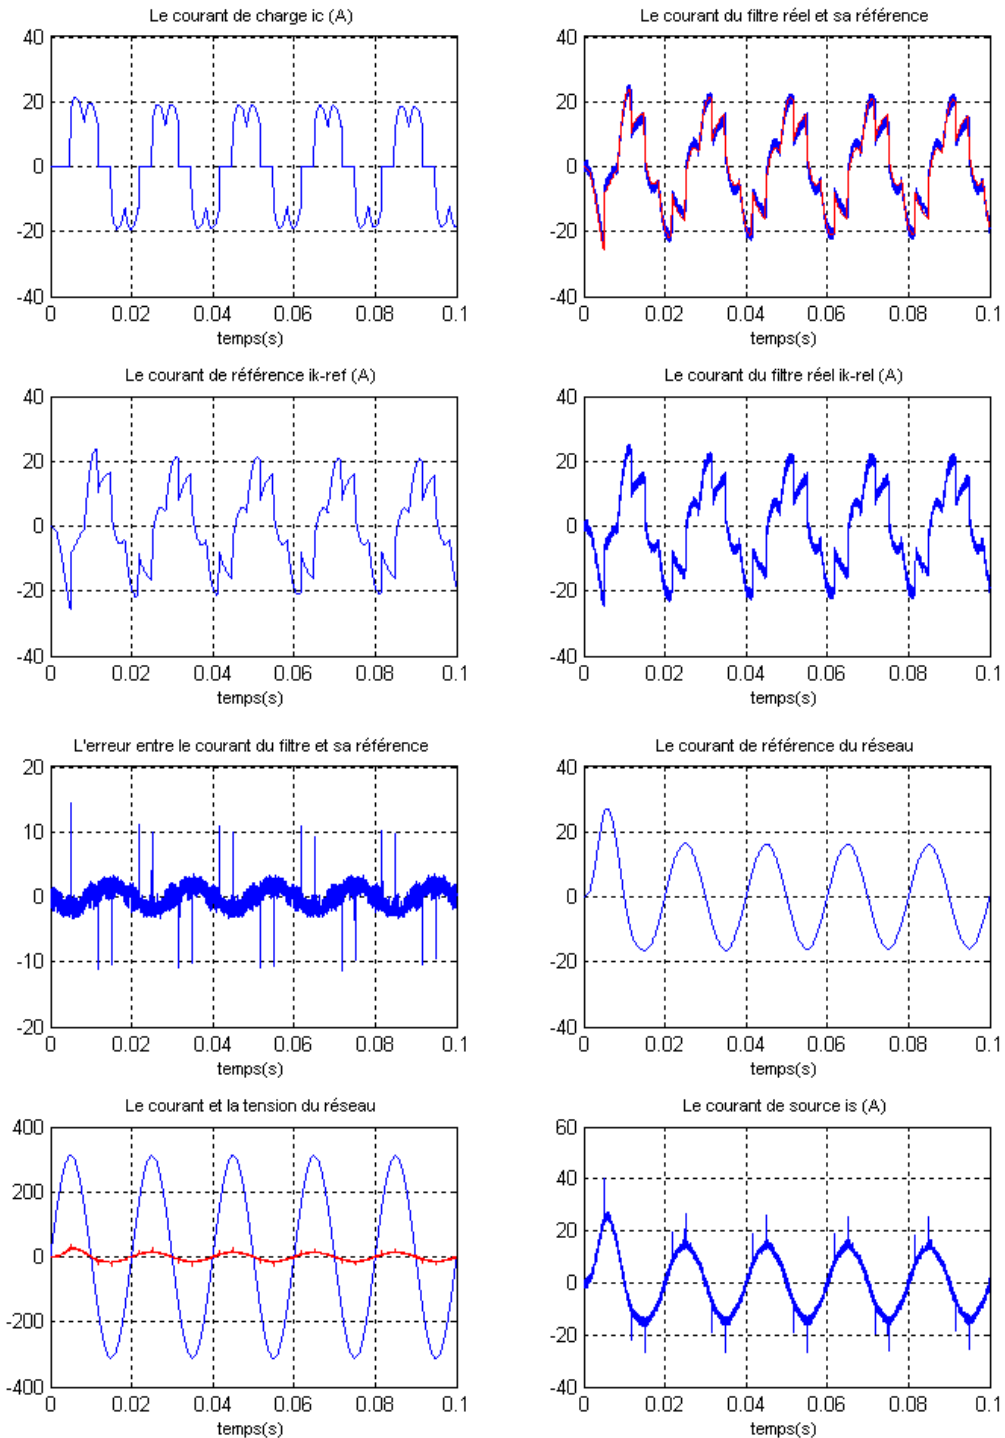 Le courant de charge ic (A)
40
20
0
-20
-40
0 0.02 0.04 0.06 0.08 0.1
temps(s)
Le courant du filtre réel et sa référence
40
20
0
-20
-40
0 0.02 0.04 0.06 0.08 0.1
temps(s)
Le courant de référence ik-ref (A)
40
20
0
-20
-40
0 0.02 0.04 0.06 0.08 0.1
temps(s)
Le courant du filtre réel ik-rel (A)
40
20
0
-20
-40
0 0.02 0.04 0.06 0.08 0.1
temps(s)
L'erreur entre le courant du filtre et sa référence
20
10
0
-10
-20
0 0.02 0.04 0.06 0.08 0.1
temps(s)
Le courant de référence du réseau
40
20
0
-20
-40
0 0.02 0.04 0.06 0.08 0.1
temps(s)
Le courant et la tension du réseau
400
200
0
-200
-400
0 0.02 0.04 0.06 0.08 0.1
temps(s)
Le courant de source is (A)
60
40
20
0
-20
-40
0 0.02 0.04 0.06 0.08 0.1
temps(s)